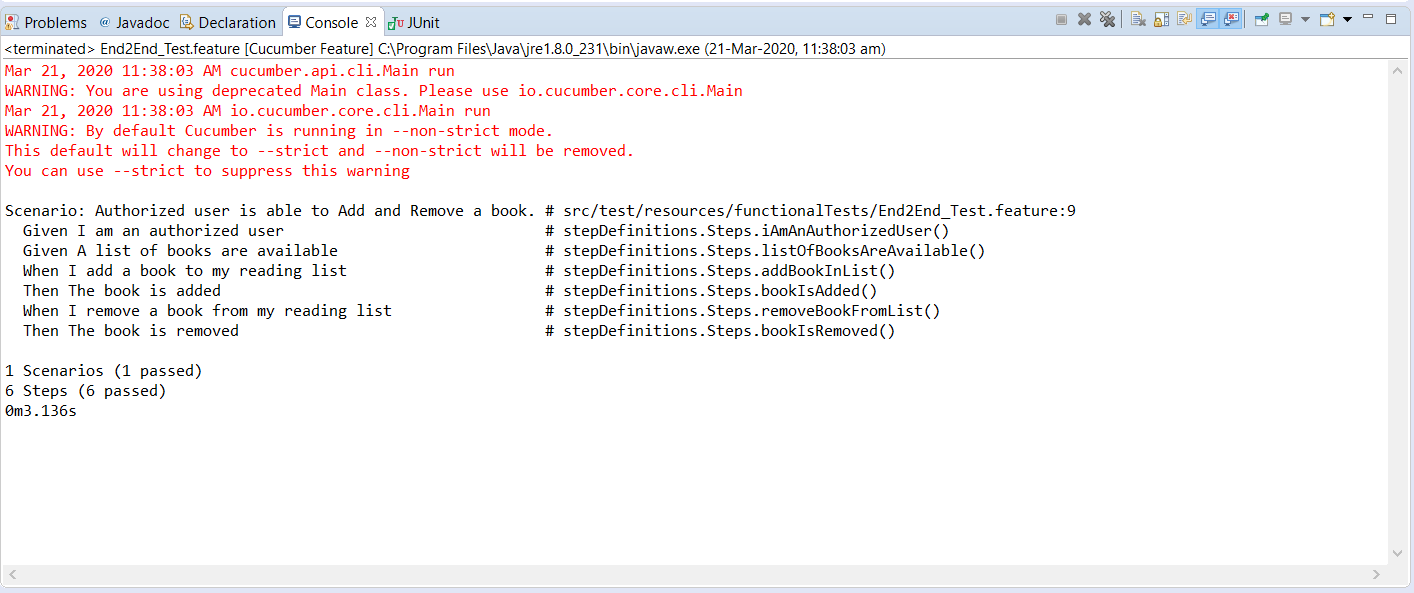 Problems @ Javadoc Declaration Console JUnit
<terminated> End2End_Test.feature [Cucumber Feature] C:\Program Files\Java\jre1.8.0_231\bin\javaw.exe (21-Mar-2020, 11:38:03 am)
Mar 21, 2020 11:38:03 AM cucumber.api.cli.Main run
WARNING: You are using deprecated Main class. Please use io.cucumber.core.cli.Main
Mar 21, 2020 11:38:03 AM io.cucumber.core.cli.Main run
WARNING: By default Cucumber is running in --non-strict mode.
This default will change to --strict and --non-strict will be removed.
You can use --strict to suppress this warning
Scenario: Authorized user is able to Add and Remove a book. # src/test/resources/functionalTests/End2End_Test.feature:9
  Given I am an authorized user                             # stepDefinitions.Steps.iAmAnAuthorizedUser()
  Given A list of books are available                       # stepDefinitions.Steps.listOfBooksAreAvailable()
  When I add a book to my reading list                      # stepDefinitions.Steps.addBookInList()
  Then The book is added                                    # stepDefinitions.Steps.bookIsAdded()
  When I remove a book from my reading list                 # stepDefinitions.Steps.removeBookFromList()
  Then The book is removed                                  # stepDefinitions.Steps.bookIsRemoved()
1 Scenarios (1 passed)
6 Steps (6 passed)
0m3.136s